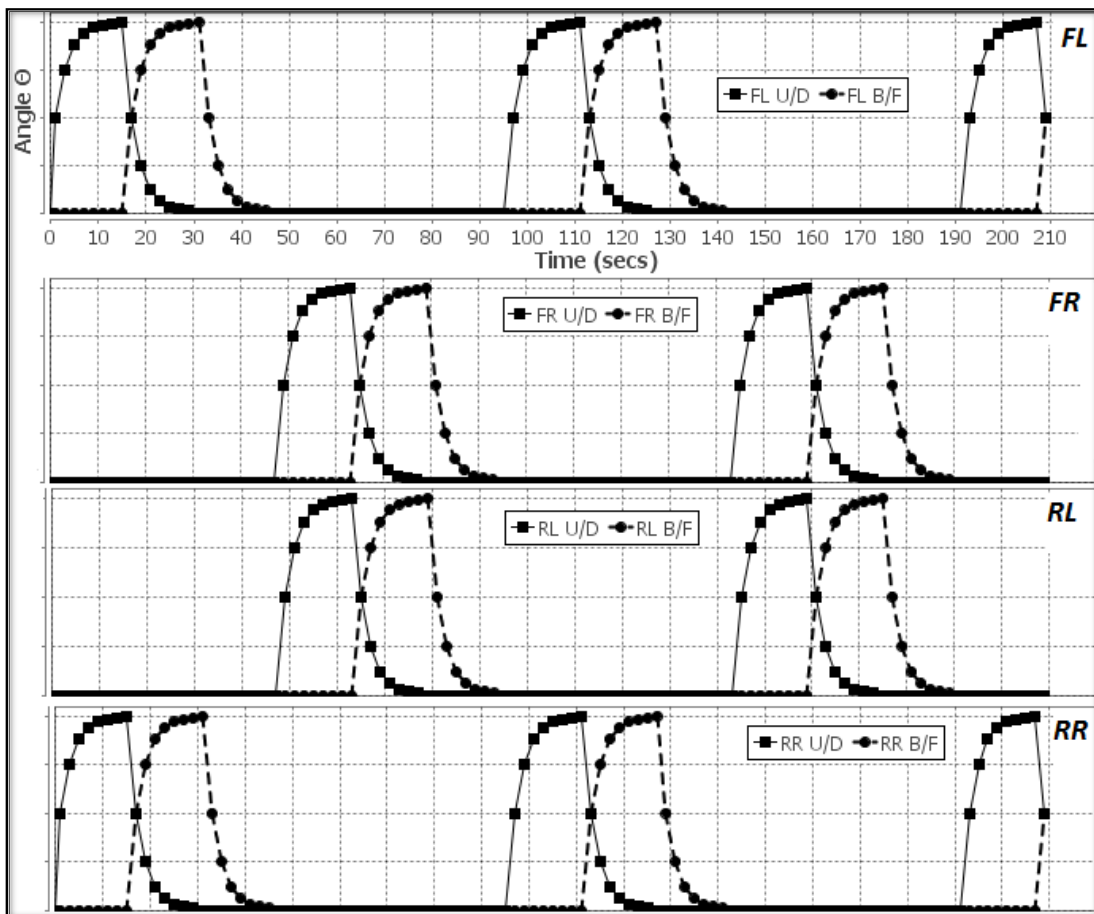 FL
Angle Θ
FL U/D FL B/F
0 10 20 30 40 50 60 70 80 90 100 110 120 130 140 150 160 170 180 190 200 210
Time (secs)
FR
FR U/D FR B/F
RL
RL U/D RL B/F
RR
RR U/D RR B/F